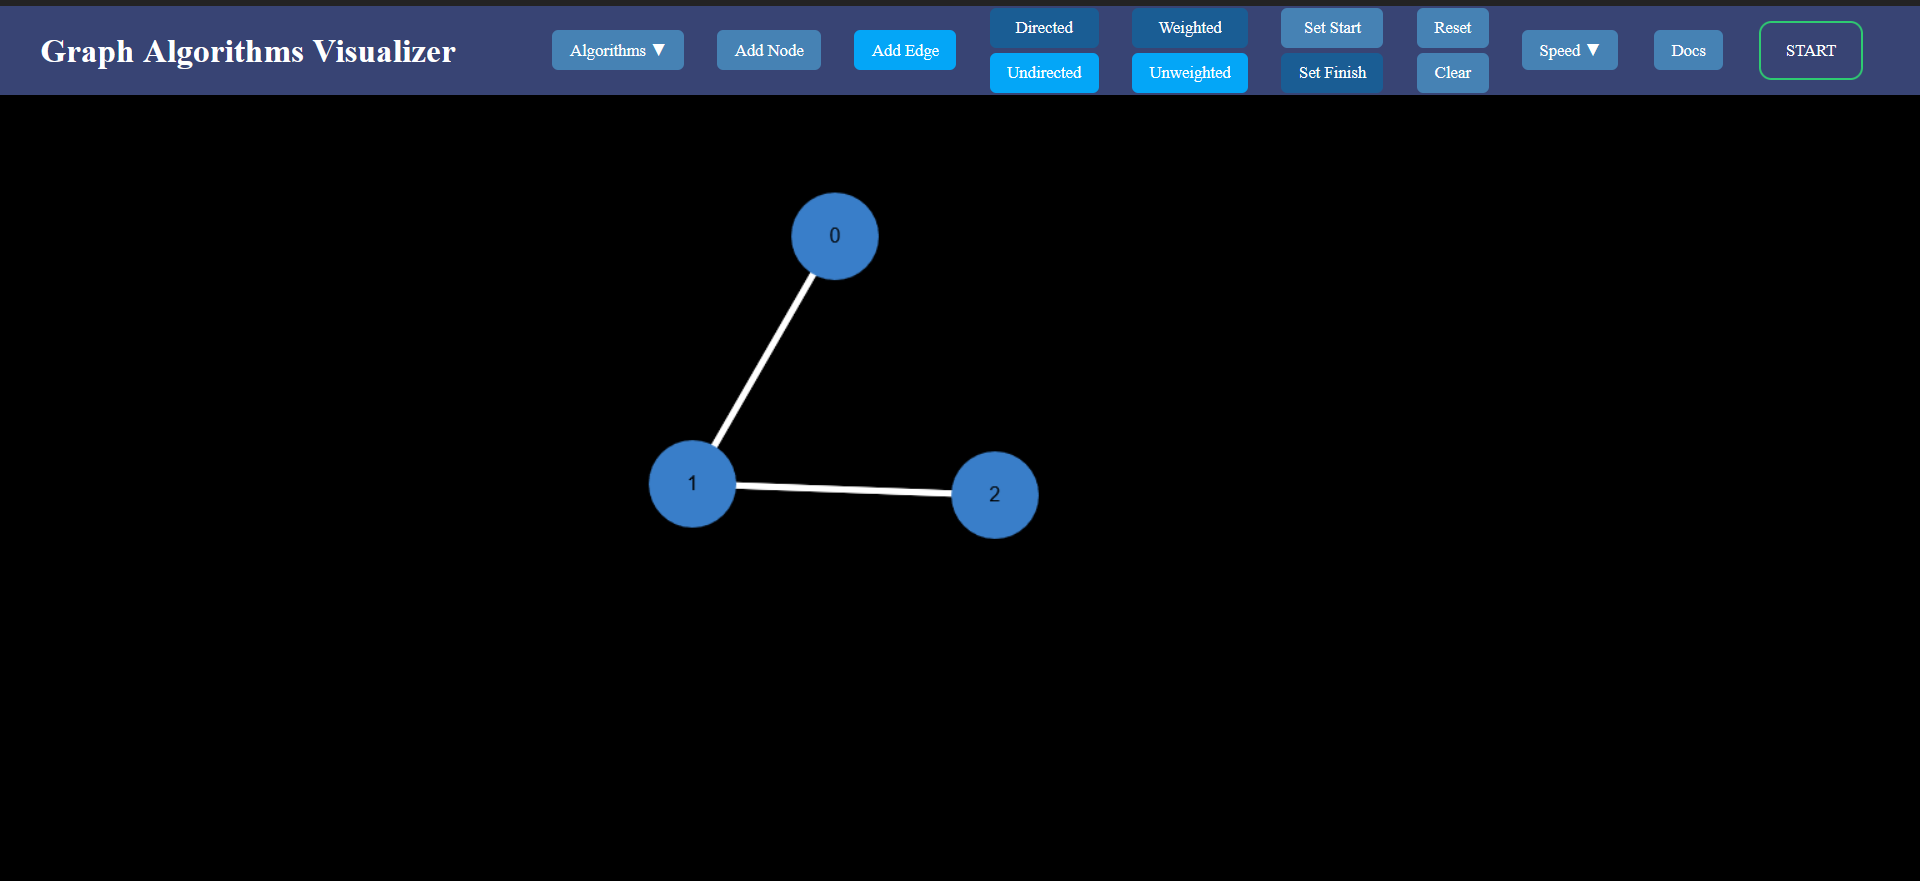 Graph Algorithms Visualizer
Algorithms ▼
Add Node
Add Edge
Directed
Undirected
Weighted
Unweighted
Set Start
Set Finish
Reset
Clear
Speed ▼
Docs
START
0
1
2